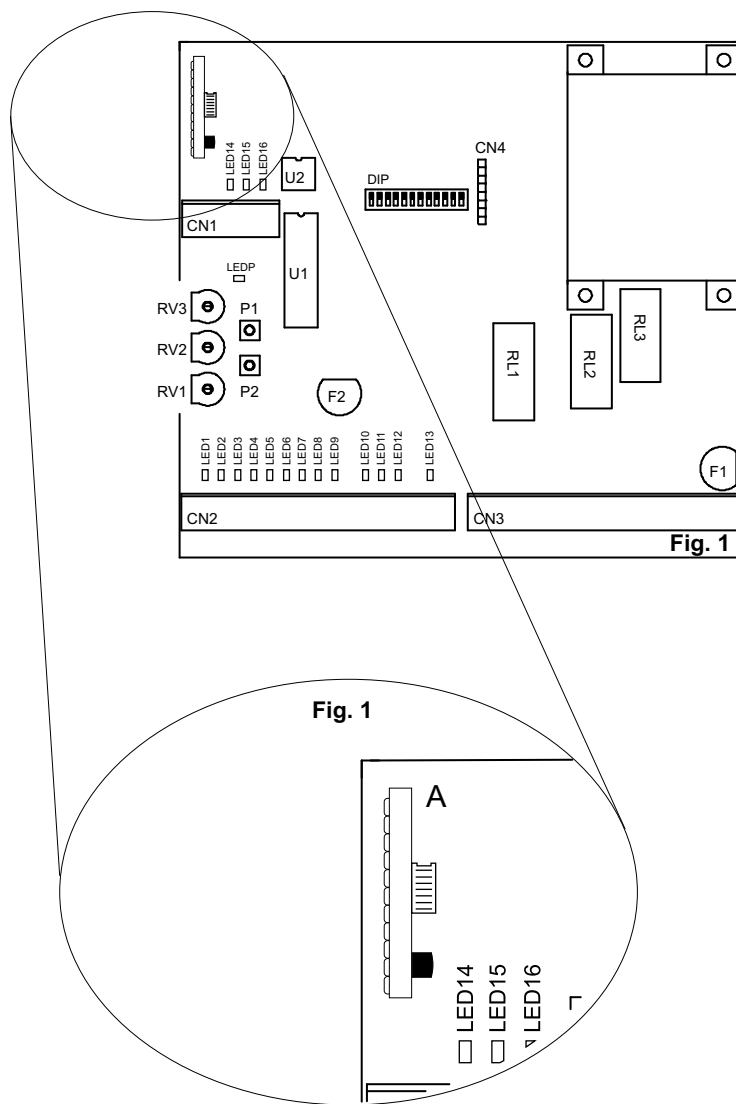 CN4
LED14
LED15
LED16
U2
DIP
CN1
U1
LEDP
RV3
P1
RV2
RV1
P2
F2
RL1
RL2
RL3
LED1
LED2
LED3
LED4
LED5
LED6
LED7
LED8
LED9
LED10
LED11
LED12
LED13
F1
CN2
CN3
Fig. 1
Fig. 1
A
LED14
LED15
LED16